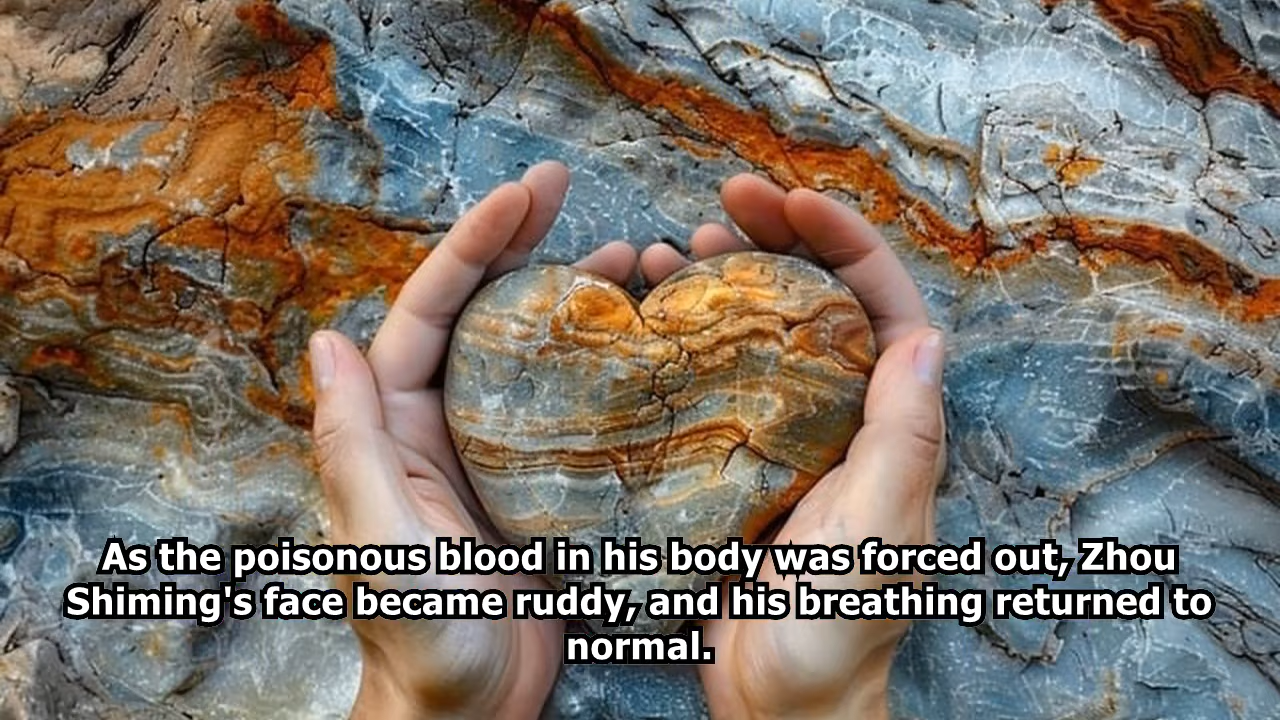 As the poisonous blood in his body was forced out, Zhou
Shiming's face became ruddy, and his breathing returned to
normal.